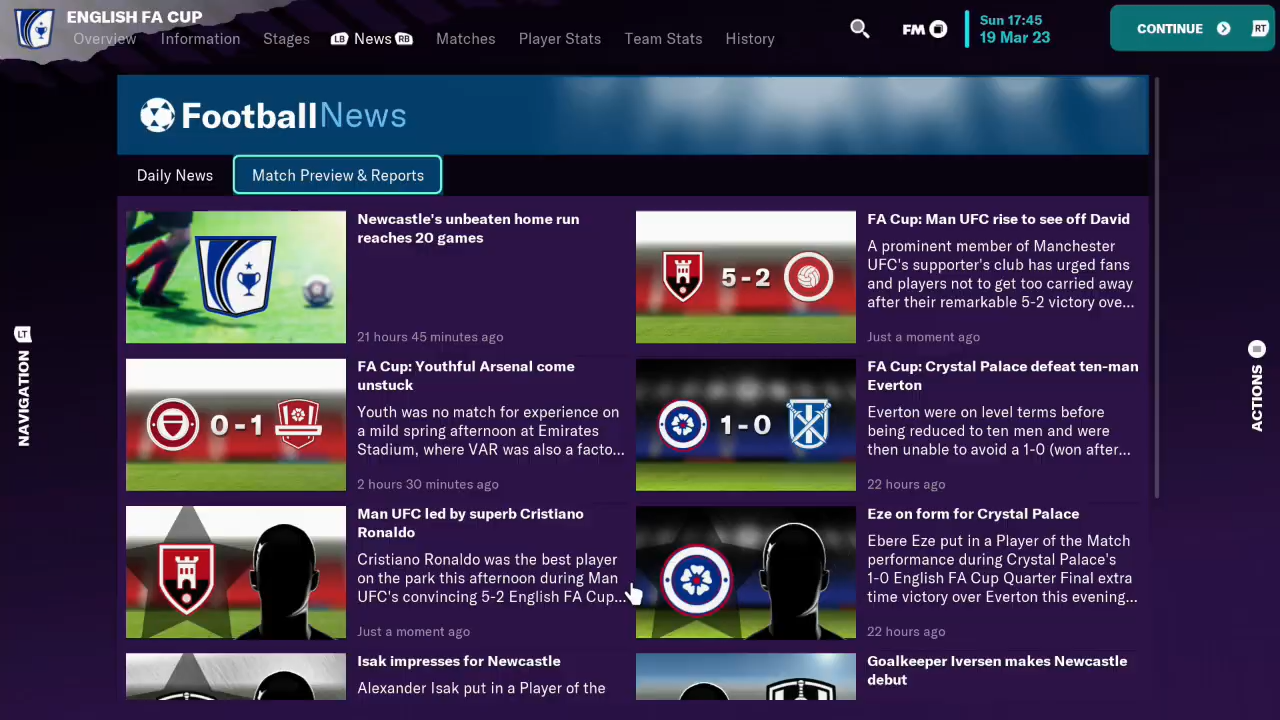 ENGLISH FA CUP
Overview Information Stages LB News RB Matches Player Stats Team Stats History
FM
Sun 17:45
19 Mar 23
CONTINUE RT
FootballNews
Daily News Match Preview & Reports
Newcastle's unbeaten home run
reaches 20 games
21 hours 45 minutes ago
5 - 2
FA Cup: Man UFC rise to see off David
A prominent member of Manchester
UFC's supporter's club has urged fans
and players not to get too carried away
after their remarkable 5-2 victory ove...
Just a moment ago
0 - 1
FA Cup: Youthful Arsenal come
unstuck
Youth was no match for experience on
a mild spring afternoon at Emirates
Stadium, where VAR was also a facto...
2 hours 30 minutes ago
1 - 0
FA Cup: Crystal Palace defeat ten-man
Everton
Everton were on level terms before
being reduced to ten men and were
then unable to avoid a 1-0 (won after...
22 hours ago
Man UFC led by superb Cristiano
Ronaldo
Cristiano Ronaldo was the best player
on the park this afternoon during Man
UFC's convincing 5-2 English FA Cup...
Just a moment ago
Eze on form for Crystal Palace
Ebere Eze put in a Player of the Match
performance during Crystal Palace's
1-0 English FA Cup Quarter Final extra
time victory over Everton this evening...
22 hours ago
Isak impresses for Newcastle
Alexander Isak put in a Player of the
Goalkeeper Iversen makes Newcastle
debut
LT
NAVIGATION
ACTIONS